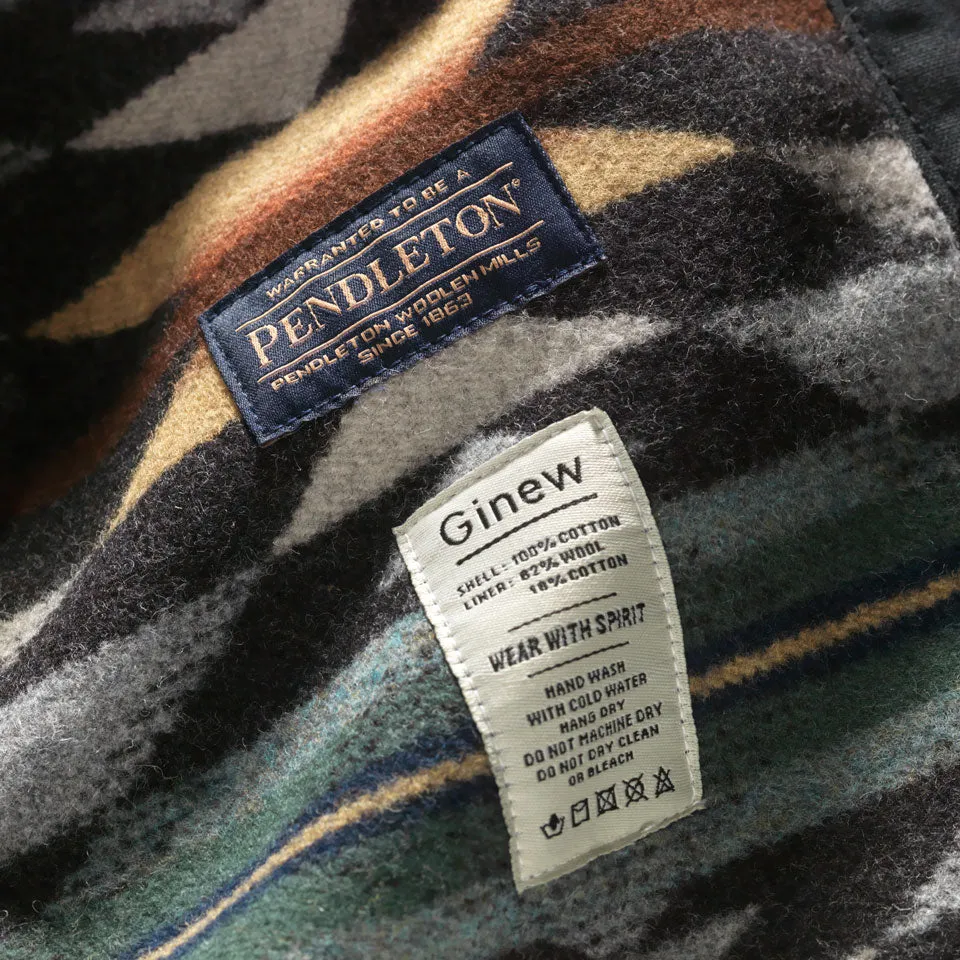 WARRANTED TO BE A
PENDLETON®
PENDLETON WOOLEN MILLS
SINCE 1863
Ginew
SHELL: 100% COTTON
LINER: 82% WOOL
18% COTTON
WEAR WITH SPIRIT
HAND WASH
WITH COLD WATER
HANG DRY
DO NOT MACHINE DRY
DO NOT DRY CLEAN
OR BLEACH